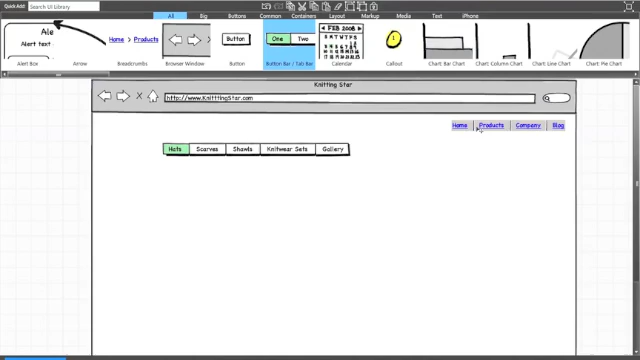 Quick Add Search UI Library
All Big Buttons Common Containers Layout Markup Media Text iPhone
Ale
Alert text
Home > Products
Button
One Two
FEB 2008
S M T W T F S
1
Alert Box Arrow Breadcrumbs Browser Window Button Button Bar / Tab Bar Calendar Callout Chart: Bar Chart Chart: Column Chart Chart: Line Chart Chart: Pie Chart
Knitting Star
http://www.KnitttingStar.com
Home Products Company Blog
Hats Scarves Shawls Knitwear Sets Gallery